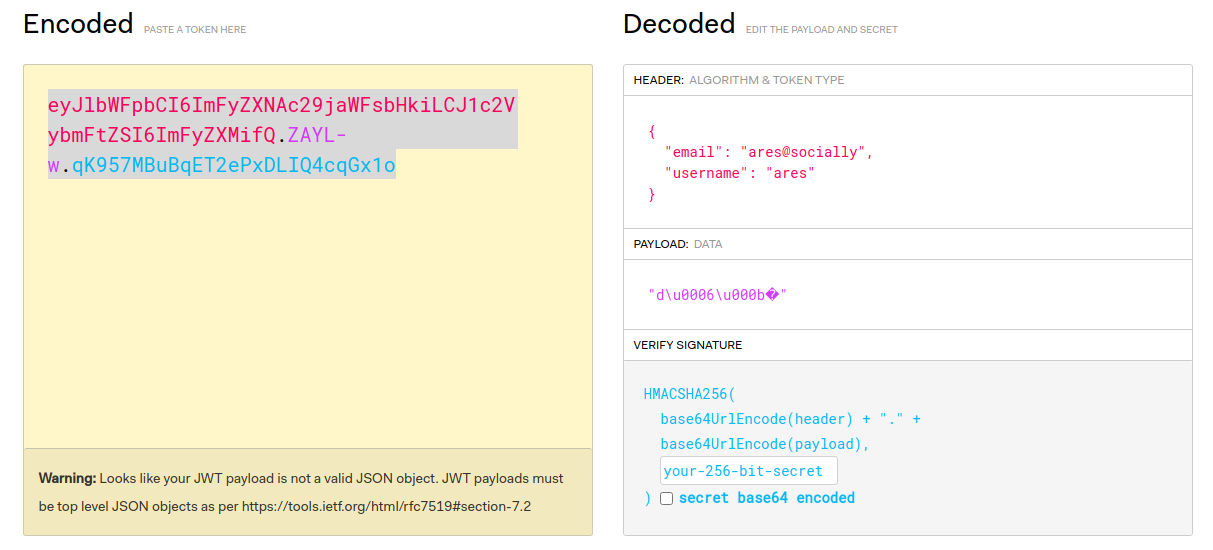 Encoded PASTE A TOKEN HERE
eyJlbWFpbCI6ImFyZXNAc29jaWFsbHkiLCJ1c2V
ybmFtZSI6ImFyZXMifQ.ZAYL-
w.qK957MBuBqET2ePxDLIQ4cqGx1o
Warning: Looks like your JWT payload is not a valid JSON object. JWT payloads must
be top level JSON objects as per https://tools.ietf.org/html/rfc7519#section-7.2
Decoded EDIT THE PAYLOAD AND SECRET
HEADER: ALGORITHM & TOKEN TYPE
{
"email": "ares@socially",
"username": "ares"
}
PAYLOAD: DATA
"d\u0006\u000b�"
VERIFY SIGNATURE
HMACSHA256(
base64UrlEncode(header) + "." +
base64UrlEncode(payload),
your-256-bit-secret
) secret base64 encoded